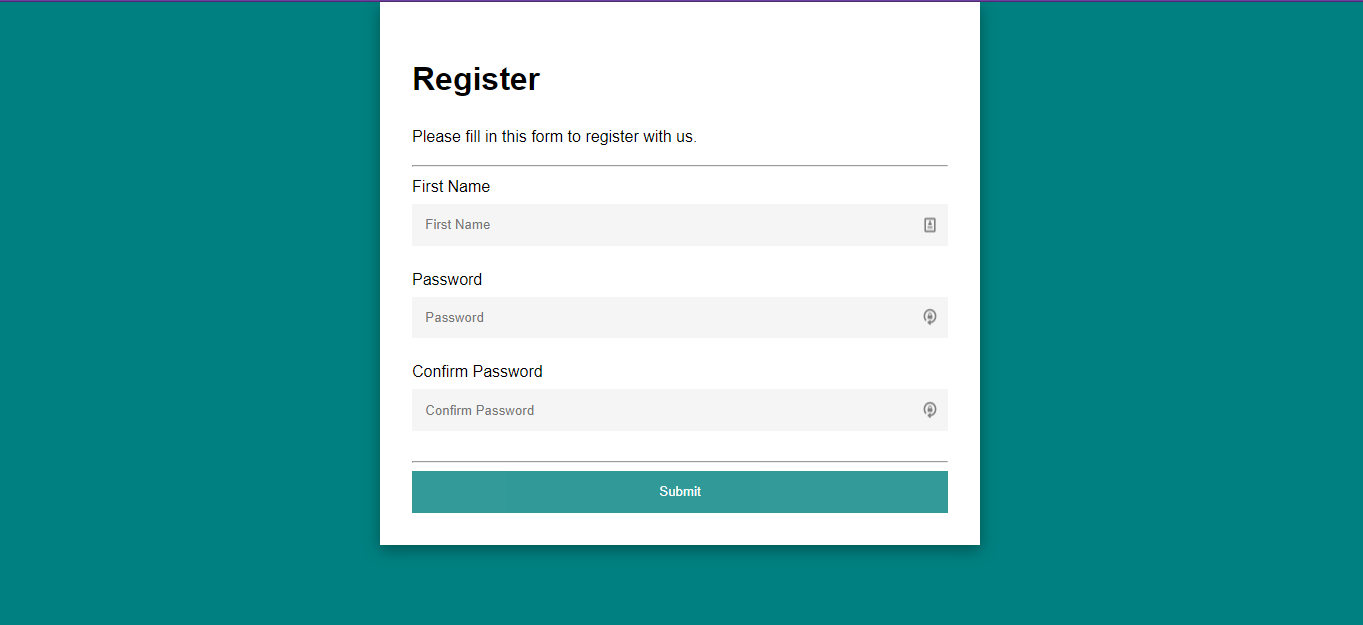 Register
Please fill in this form to register with us.
First Name
First Name
Password
Password
Confirm Password
Confirm Password
Submit